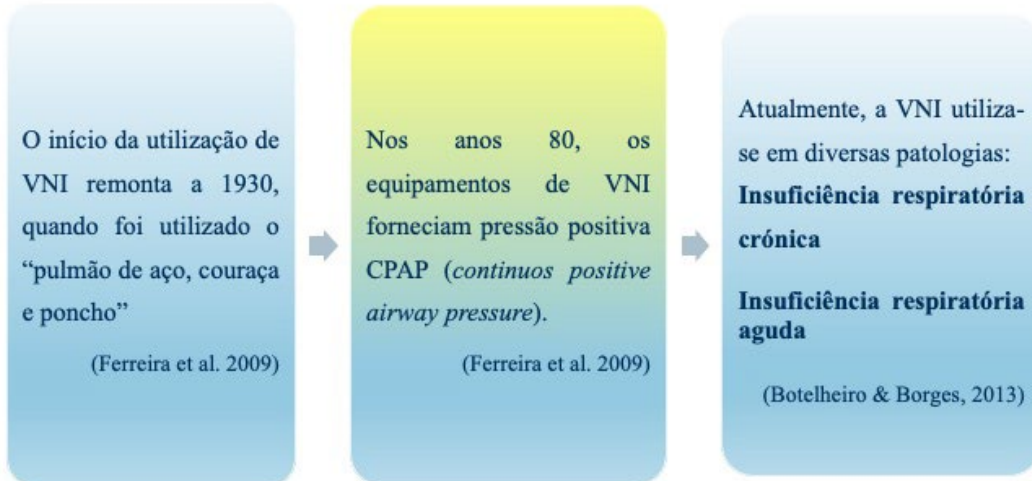 O início da utilização de
VNI remonta a 1930,
quando foi utilizado o
“pulmão de aço, couraça
e poncho”
(Ferreira et al. 2009)
Nos anos 80, os
equipamentos de VNI
forneciam pressão positiva
CPAP (continuos positive
airway pressure).
(Ferreira et al. 2009)
Atualmente, a VNI utiliza-
se em diversas patologias:
Insuficiência respiratória
crónica
Insuficiência respiratória
aguda
(Botelheiro & Borges, 2013)